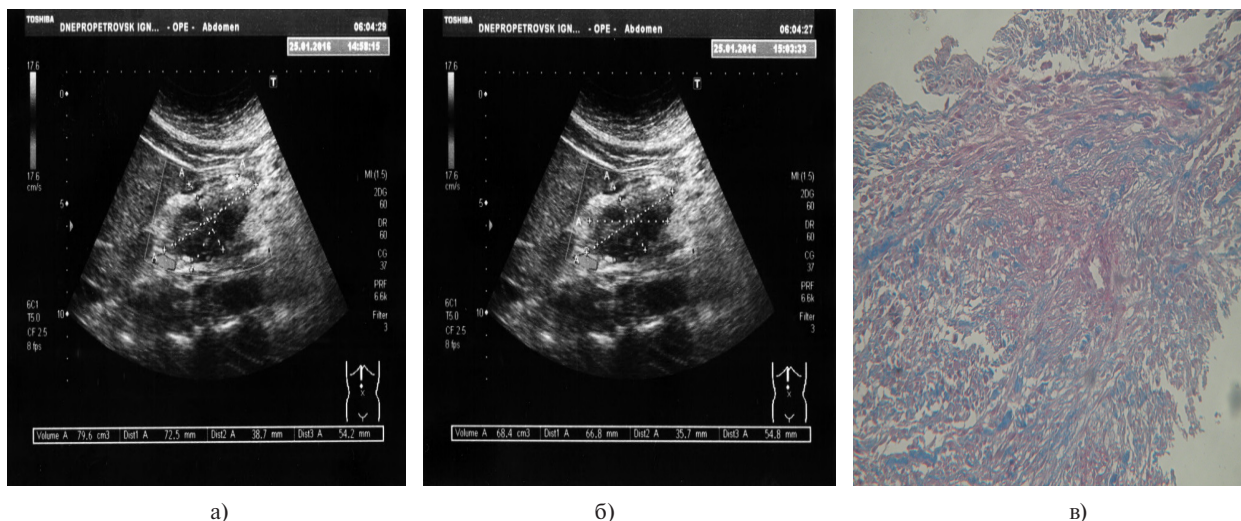 TOSHIBA
DNEPROPETROVSK IGN... - OPE - Abdomen
06:04:29
25.01.2016 14:58:15
17.6
17.6
cm/s
0
5
10
T
A
A
MI (1.5)
2DG
60
DR
60
CG
37
PRF
6.6k
Filter
3
6C1
T5.0
CF 2.5
8 fps
Volume A 79,6 cm3 Dist1 A 72.5 mm Dist2 A 38.7 mm Dist3 A 54.2 mm
а)
TOSHIBA
DNEPROPETROVSK IGN... - OPE - Abdomen
06:04:27
25.01.2016 15:03:33
17.6
17.6
cm/s
0
5
10
T
A
A
A
MI (1.5)
2DG
60
DR
60
CG
37
PRF
6.6k
Filter
3
6C1
T5.0
CF 2.5
8 fps
Volume A 68,4 cm3 Dist1 A 66,8 mm Dist2 A 35.7 mm Dist3 A 54.8 mm
б)
в)